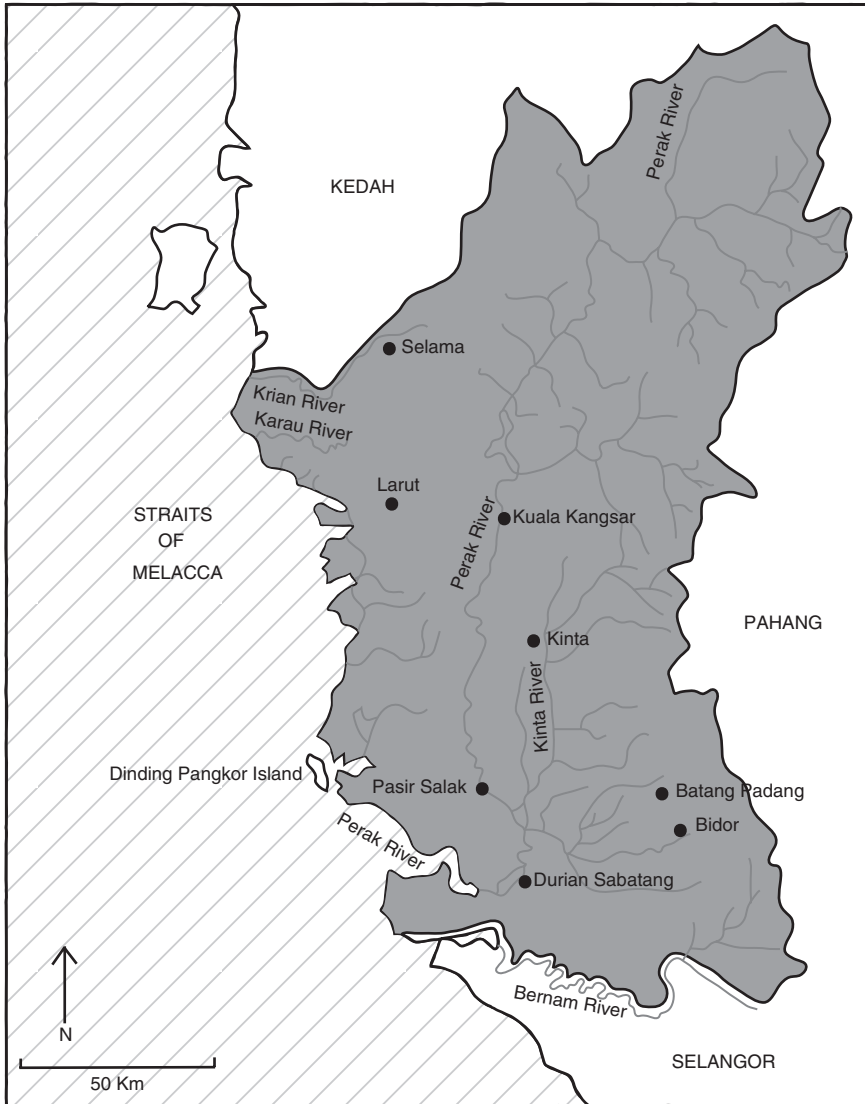 Perak River
KEDAH
Selama
Krian River
Karau River
Larut
STRAITS
OF
MELACCA
Perak River
Kuala Kangsar
PAHANG
Kinta
Kinta River
Dinding Pangkor Island
Pasir Salak
Batang Padang
Bidor
Perak River
Durian Sabatang
Bernam River
N
50 Km
SELANGOR